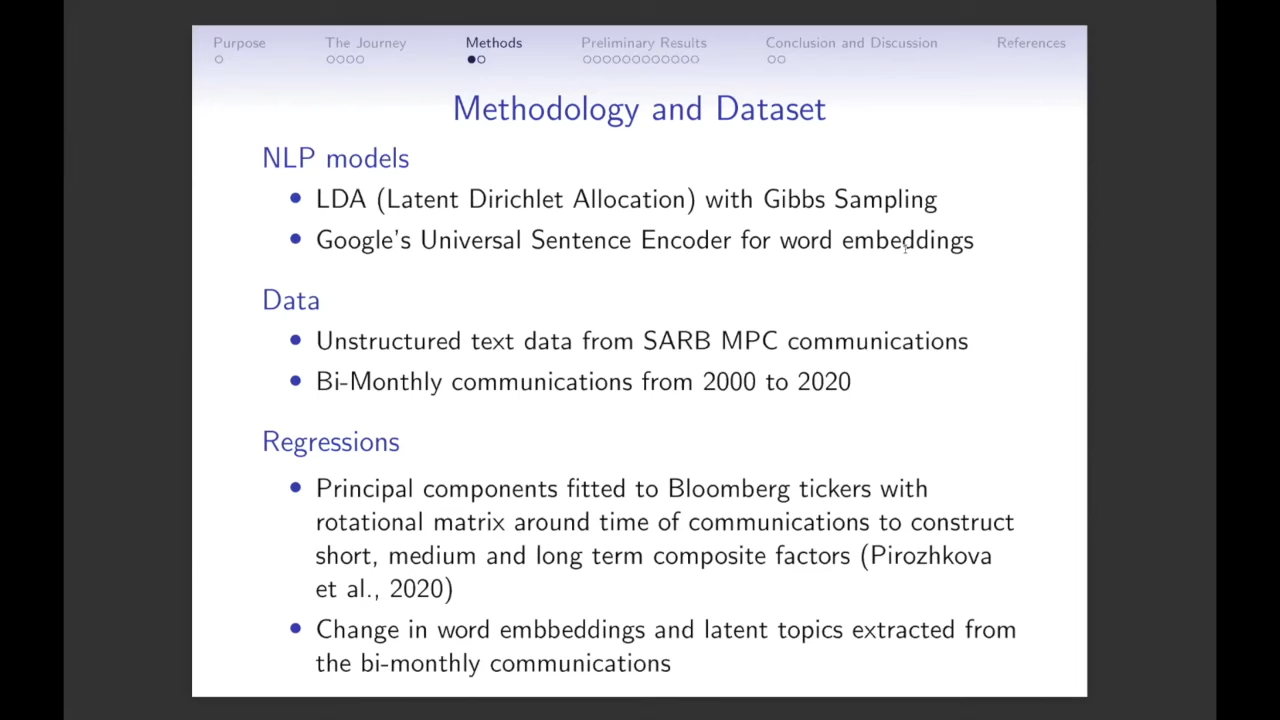 Purpose The Journey Methods Preliminary Results Conclusion and Discussion References
Methodology and Dataset
NLP models
• LDA (Latent Dirichlet Allocation) with Gibbs Sampling
• Google's Universal Sentence Encoder for word embeddings
Data
• Unstructured text data from SARB MPC communications
• Bi-Monthly communications from 2000 to 2020
Regressions
• Principal components fitted to Bloomberg tickers with
rotational matrix around time of communications to construct
short, medium and long term composite factors (Pirozhkova
et al., 2020)
• Change in word embbeddings and latent topics extracted from
the bi-monthly communications